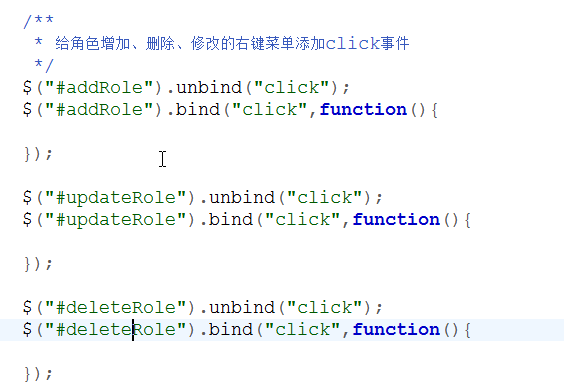 /**
 * 给角色增加、删除、修改的右键菜单添加click事件
 */
$("#addRole").unbind("click");
$("#addRole").bind("click",function(){
});
$("#updateRole").unbind("click");
$("#updateRole").bind("click",function(){
});
$("#deleteRole").unbind("click");
$("#deleteRole").bind("click",function(){
});